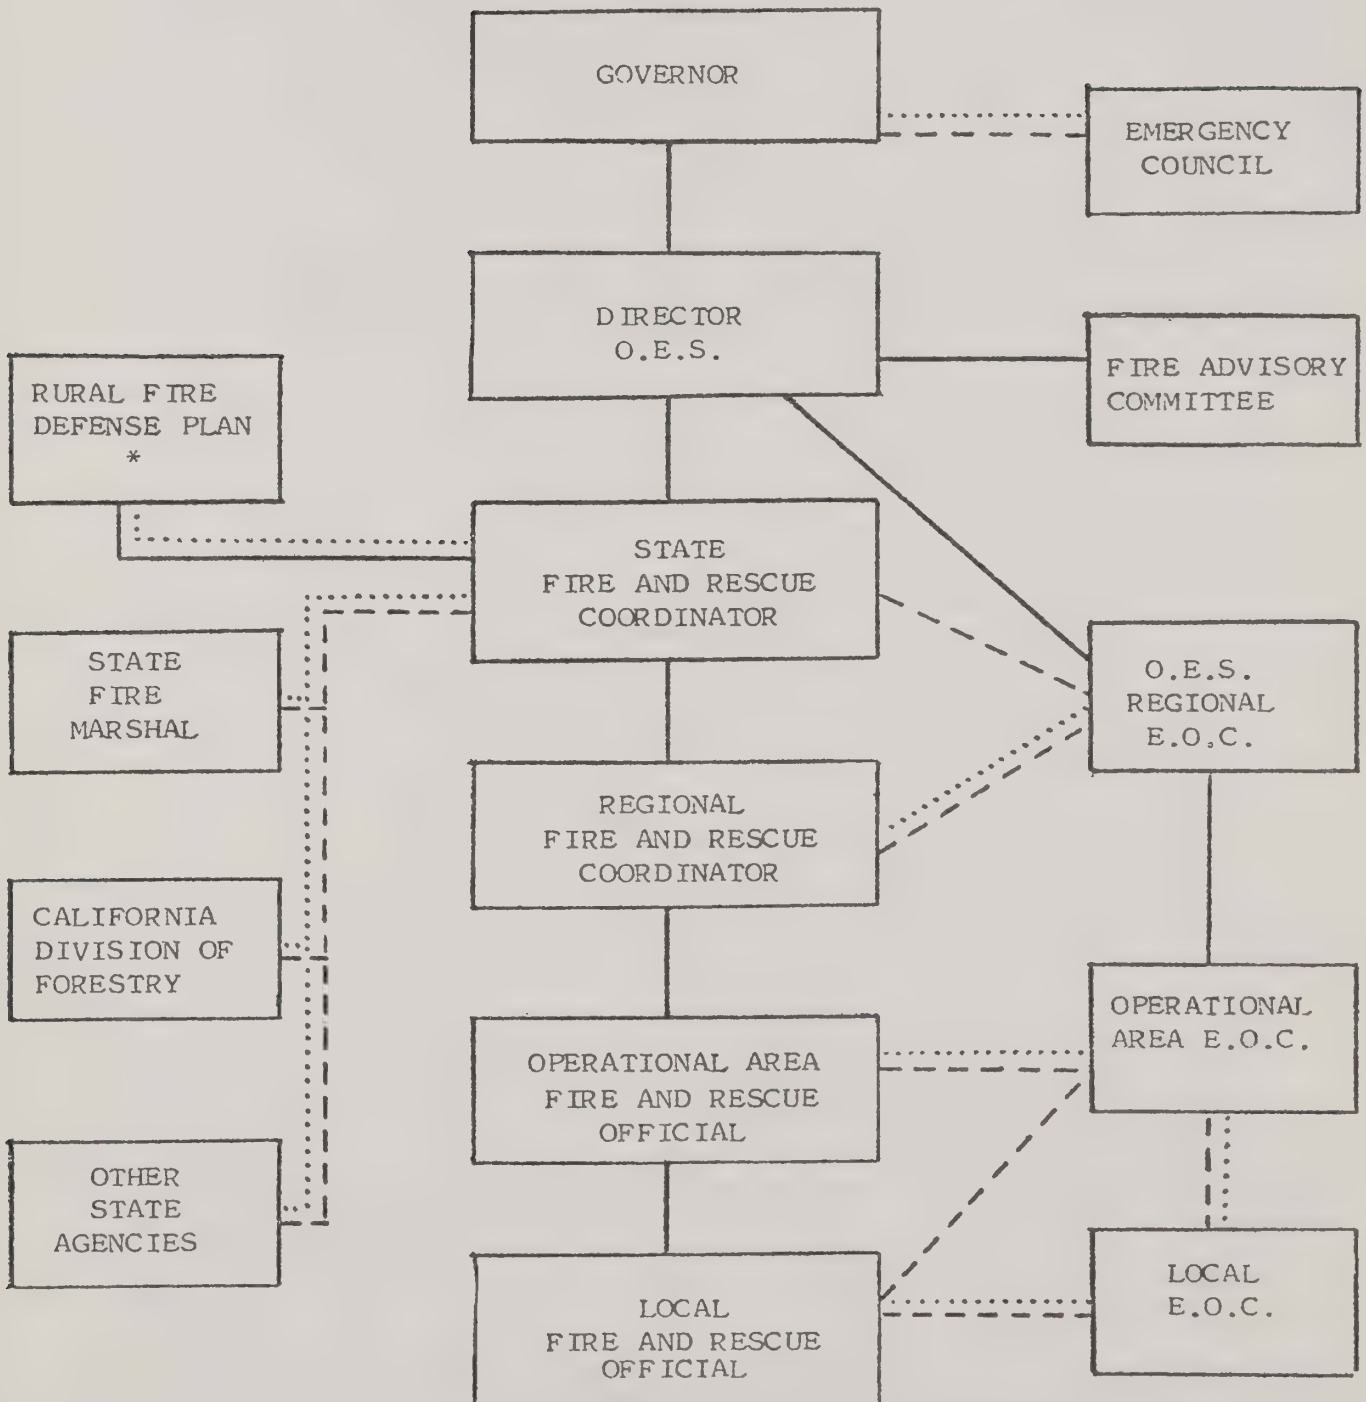 GOVERNOR
EMERGENCY
COUNCIL
DIRECTOR
O.E.S.
FIRE ADVISORY
COMMITTEE
RURAL FIRE
DEFENSE PLAN
*
STATE
FIRE AND RESCUE
COORDINATOR
STATE
FIRE
MARSHAL
O.E.S.
REGIONAL
E.O.C.
REGIONAL
FIRE AND RESCUE
COORDINATOR
CALIFORNIA
DIVISION OF
FORESTRY
OPERATIONAL
AREA E.O.C.
OPERATIONAL AREA
FIRE AND RESCUE
OFFICIAL
OTHER
STATE
AGENCIES
LOCAL
E.O.C.
LOCAL
FIRE AND RESCUE
OFFICIAL